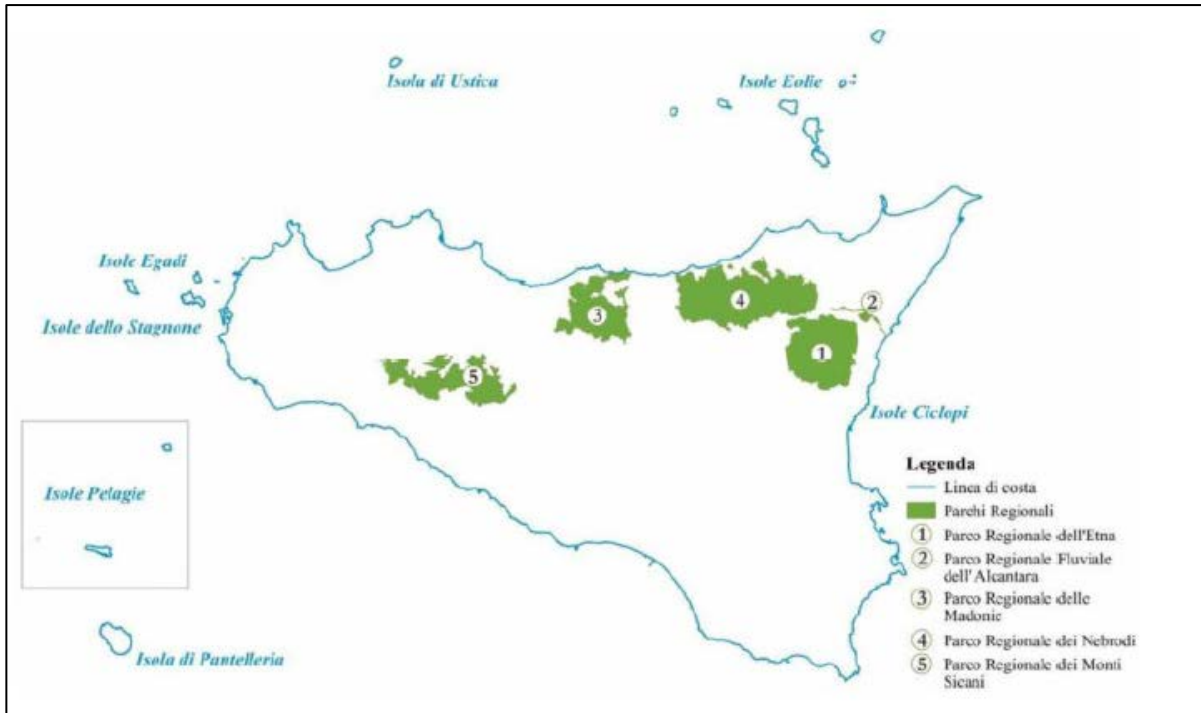 Isola di Ustica
Isole Eolie
Isole Egadi
Isole dello Stagnone
3
4
2
1
5
Isole Ciclopi
Isole Pelagie
Isola di Pantelleria
Legenda
Linea di costa
Parchi Regionali
1 Parco Regionale dell'Etna
2 Parco Regionale Fluviale
dell'Alcantara
3 Parco Regionale delle
Madonie
4 Parco Regionale dei Nebrodi
5 Parco Regionale dei Monti
Sicani